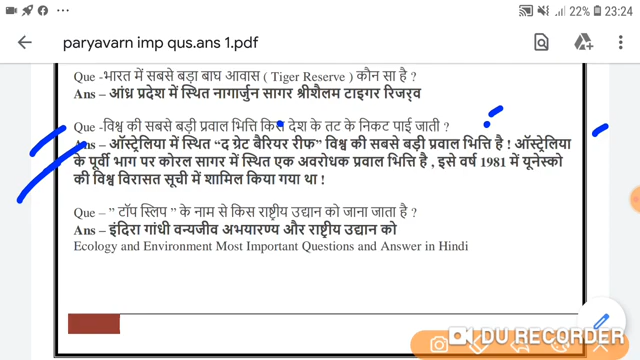 22% 23:24
paryavarn imp qus.ans 1.pdf
Que -भारत में सबसे बड़ा बाघ आवास ( Tiger Reserve ) कौन सा है ?
Ans – आंध्र प्रदेश में स्थित नागार्जुन सागर श्रीशैलम टाइगर रिजर्व
Que -विश्व की सबसे बड़ी प्रवाल भित्ति किस देश के तट के निकट पाई जाती ?
Ans – ऑस्ट्रेलिया में स्थित “द ग्रेट बैरियर रीफ” विश्व की सबसे बड़ी प्रवाल भित्ति है ! ऑस्ट्रेलिया
के पूर्वी भाग पर कोरल सागर में स्थित एक अवरोधक प्रवाल भित्ति है , इसे वर्ष 1981 में यूनेस्को
की विश्व विरासत सूची में शामिल किया गया था !
Que – ” टॉप स्लिप ” के नाम से किस राष्ट्रीय उद्यान को जाना जाता है ?
Ans – इंदिरा गांधी वन्यजीव अभयारण्य और राष्ट्रीय उद्यान को
Ecology and Environment Most Important Questions and Answer in Hindi
DU RECORDER